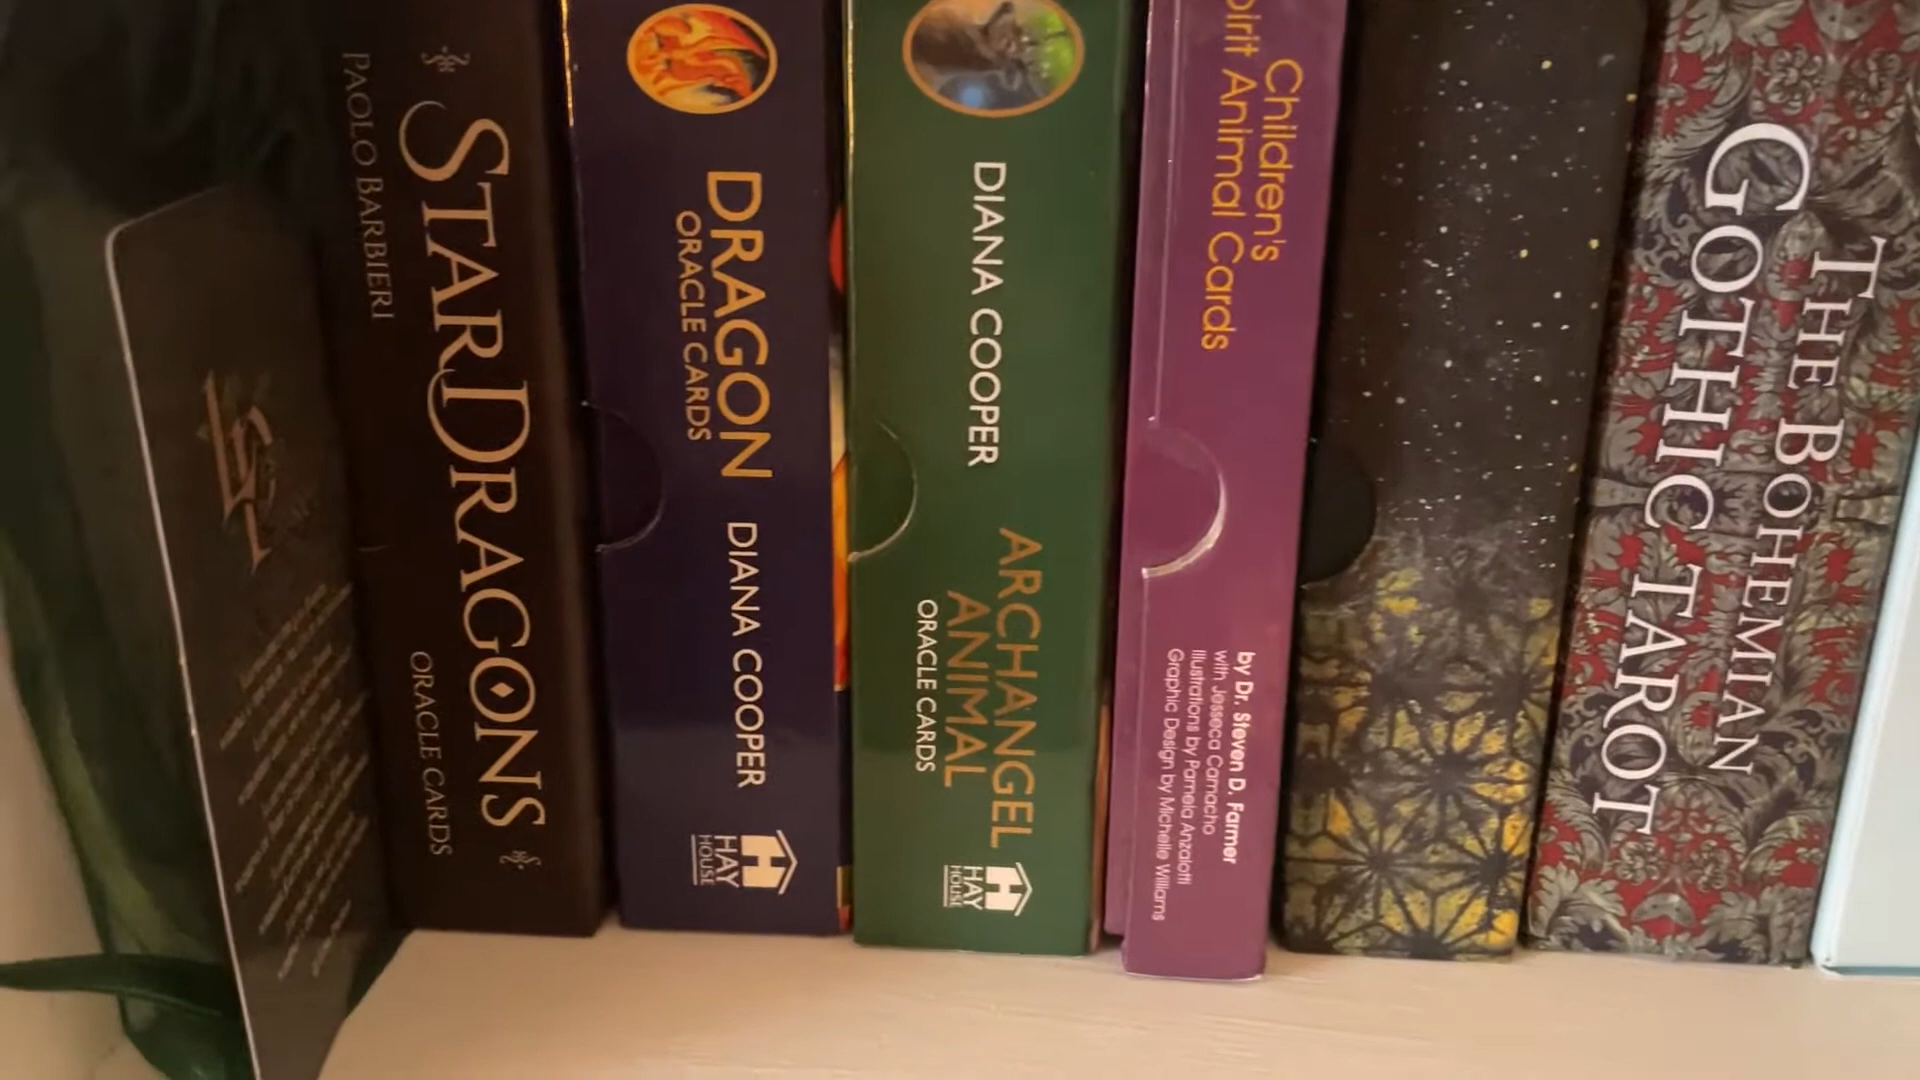 PAOLO BARBIERI
STARDRAGONS
ORACLE CARDS
DRAGON
ORACLE CARDS
DIANA COOPER
HAY
HOUSE
DIANA COOPER
ARCHANGEL
ANIMAL
ORACLE CARDS
HAY
HOUSE
Children's
Animal Cards
by Dr. Steven D. Farmer
with Jesseca Camacho
Illustrations by Pamela Anzalotti
Graphic Design by Michelle Williams
THE BOHEMIAN
GOTHIC TAROT